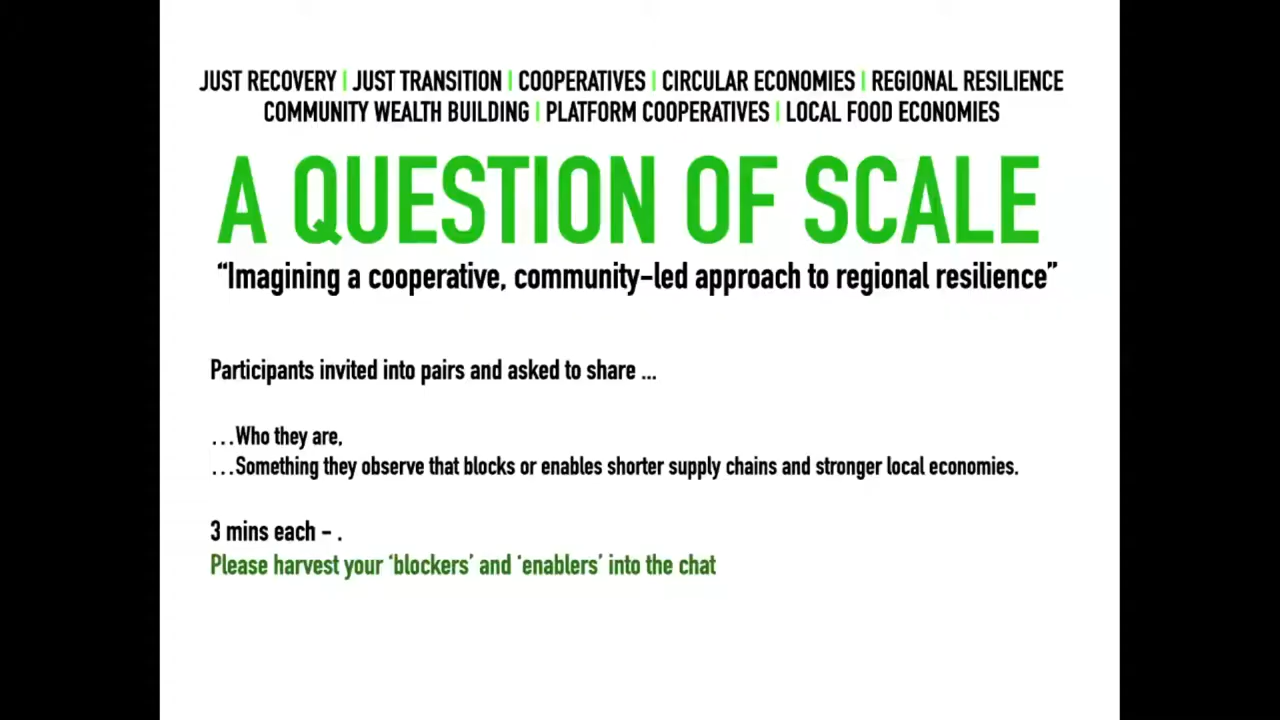 JUST RECOVERY | JUST TRANSITION | COOPERATIVES | CIRCULAR ECONOMIES | REGIONAL RESILIENCE
COMMUNITY WEALTH BUILDING | PLATFORM COOPERATIVES | LOCAL FOOD ECONOMIES
A QUESTION OF SCALE
“Imagining a cooperative, community-led approach to regional resilience”
Participants invited into pairs and asked to share ...
...Who they are,
...Something they observe that blocks or enables shorter supply chains and stronger local economies.
3 mins each - .
Please harvest your ‘blockers’ and ‘enablers’ into the chat